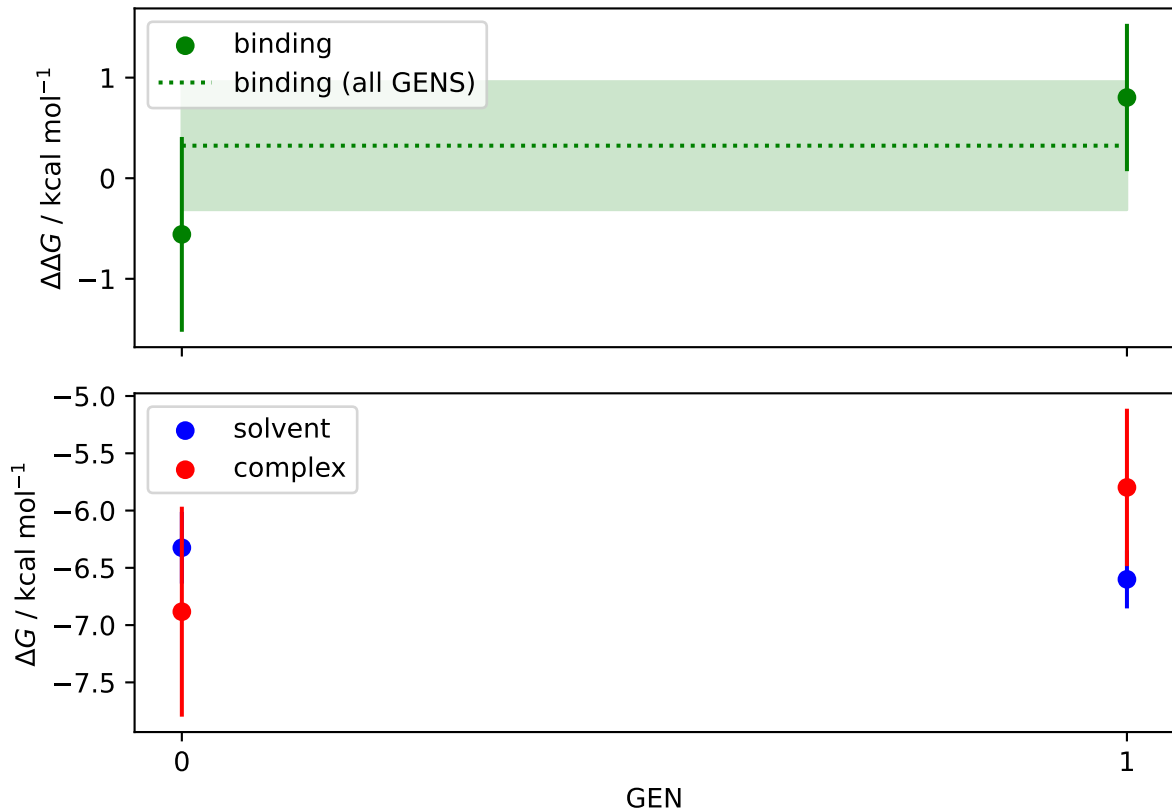 binding
binding (all GENS)
1
0
−1
ΔΔG / kcal mol⁻¹
solvent
complex
−5.0
−5.5
−6.0
−6.5
−7.0
−7.5
ΔG / kcal mol⁻¹
0
1
GEN